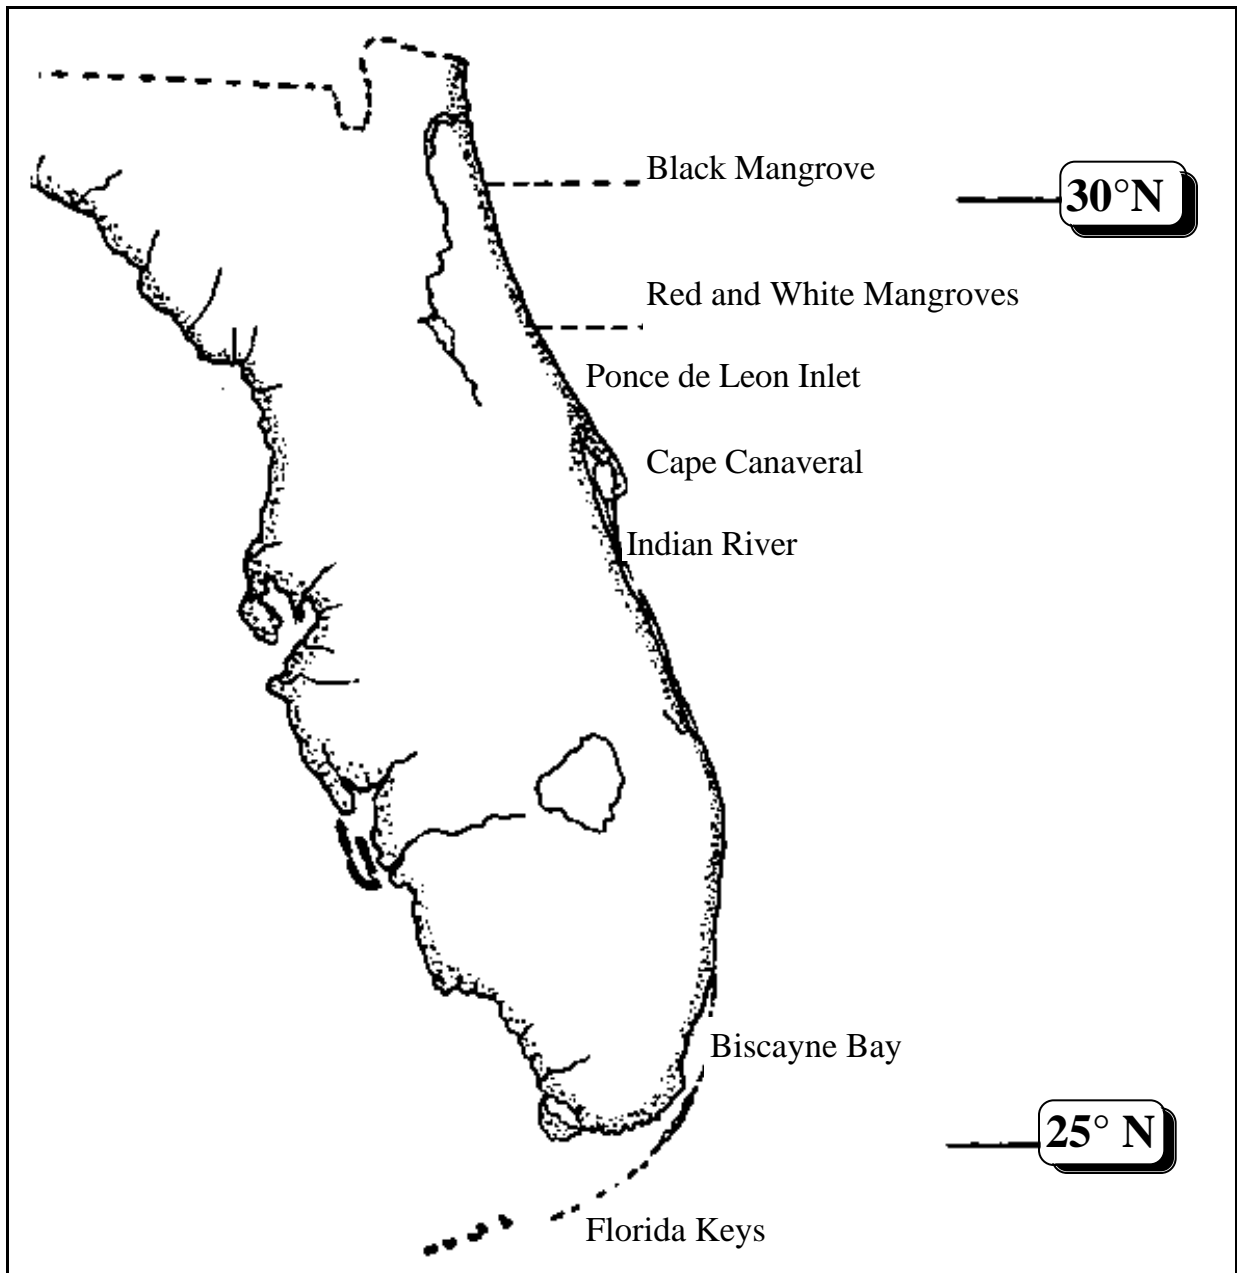 Black Mangrove
30°N
Red and White Mangroves
Ponce de Leon Inlet
Cape Canaveral
Indian River
Biscayne Bay
25° N
Florida Keys